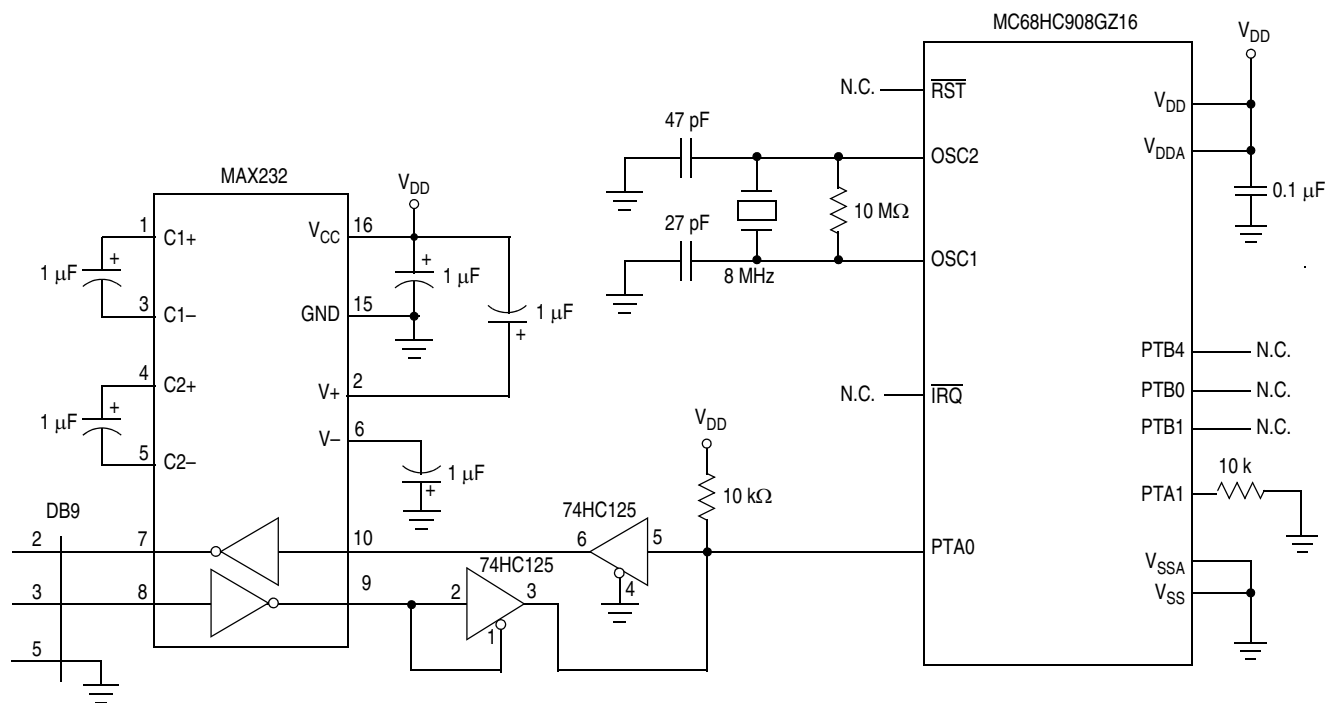 MC68HC908GZ16
VDD
N.C.
RST
47 pF
VDD
OSC2
VDDA
MAX232
10 MΩ
0.1 μF
VDD
1
C1+
VCC
16
27 pF
OSC1
1 μF
+
+
1 μF
8 MHz
3
C1–
GND
15
1 μF
+
PTB4
N.C.
4
C2+
V+
2
N.C.
IRQ
PTB0
N.C.
1 μF
+
VDD
PTB1
N.C.
V–
6
5
C2–
1 μF
+
10 k
PTA1
10 kΩ
DB9
74HC125
2
7
10
6
5
PTA0
74HC125
4
VSSA
3
8
9
2
3
VSS
1
5